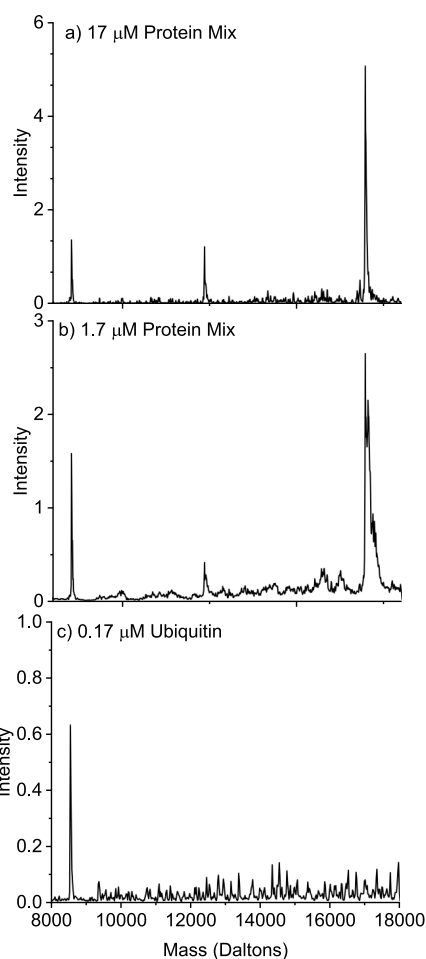 a) 17 μM Protein Mix
6
4
2
0
Intensity
b) 1.7 μM Protein Mix
3
2
1
0
Intensity
c) 0.17 μM Ubiquitin
1.0
0.8
0.6
0.4
0.2
0.0
Intensity
8000 10000 12000 14000 16000 18000
Mass (Daltons)